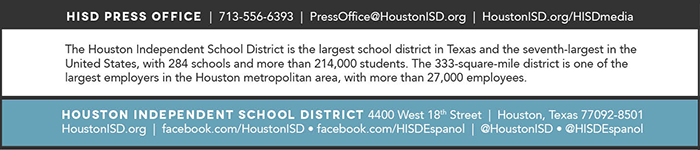 HISD PRESS OFFICE | 713-556-6393 | PressOffice@HoustonISD.org | HoustonISD.org/HISDmedia
The Houston Independent School District is the largest school district in Texas and the seventh-largest in the
United States, with 284 schools and more than 214,000 students. The 333-square-mile district is one of the
largest employers in the Houston metropolitan area, with more than 27,000 employees.
HOUSTON INDEPENDENT SCHOOL DISTRICT 4400 West 18th Street | Houston, Texas 77092-8501
HoustonISD.org | facebook.com/HoustonISD • facebook.com/HISDEspanol | @HoustonISD • @HISDEspanol